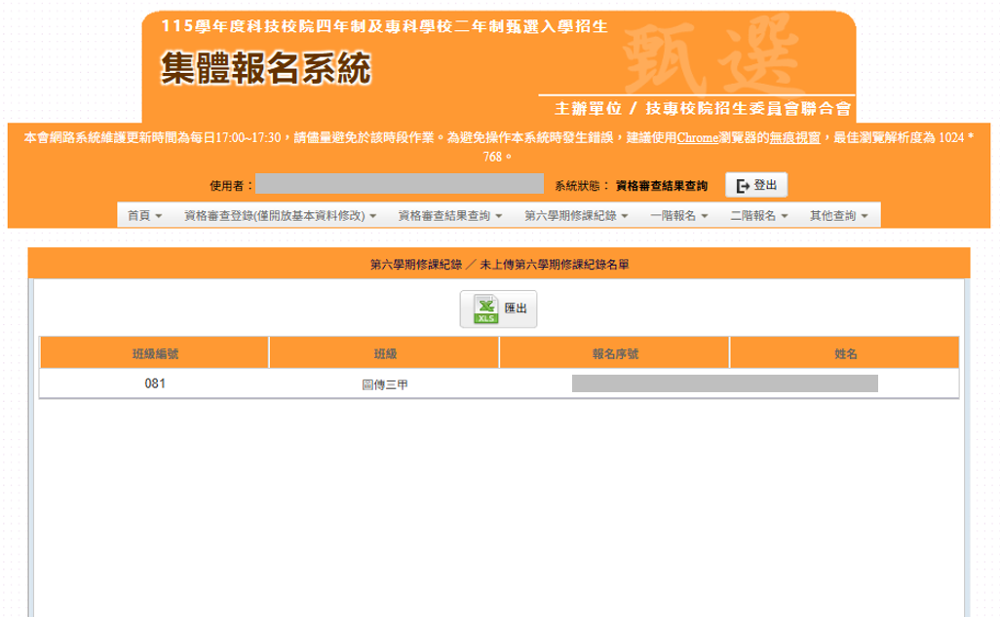 115學年度科技校院四年制及專科學校二年制甄選入學招生
甄選
集體報名系統
主辦單位 / 技專校院招生委員會聯合會
本會網路系統維護更新時間為每日17:00~17:30，請儘量避免於該時段作業。為避免操作本系統時發生錯誤，建議使用Chrome瀏覽器的無痕視窗，最佳瀏覽解析度為 1024 *
768。
使用者： 系統狀態： 資格審查結果查詢 登出
首頁 資格審查登錄(僅開放基本資料修改) 資格審查結果查詢 第六學期修課紀錄 一階報名 二階報名 其他查詢
第六學期修課紀錄 ／ 未上傳第六學期修課紀錄名單
XLS 匯出
班級編號 班級 報名序號 姓名
081 圖傳三甲